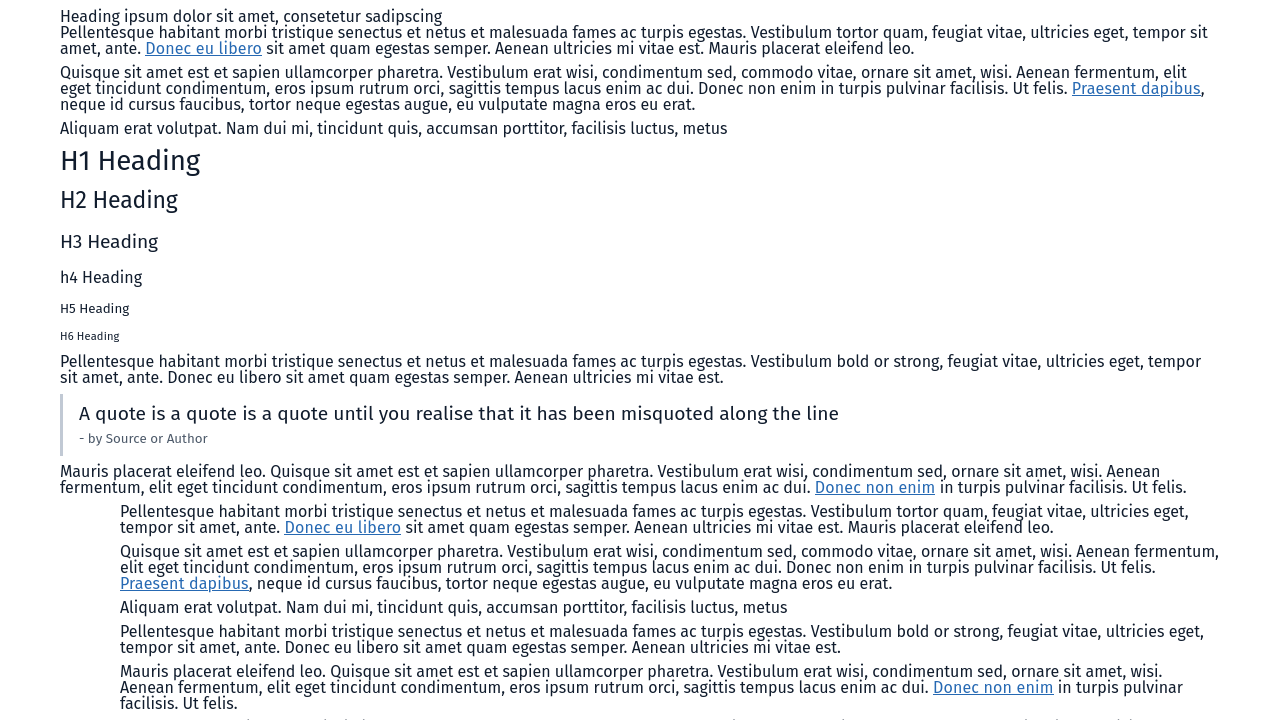 Heading ipsum dolor sit amet, consetetur sadipscing
Pellentesque habitant morbi tristique senectus et netus et malesuada fames ac turpis egestas. Vestibulum tortor quam, feugiat vitae, ultricies eget, tempor sit
amet, ante. Donec eu libero sit amet quam egestas semper. Aenean ultricies mi vitae est. Mauris placerat eleifend leo.
Quisque sit amet est et sapien ullamcorper pharetra. Vestibulum erat wisi, condimentum sed, commodo vitae, ornare sit amet, wisi. Aenean fermentum, elit
eget tincidunt condimentum, eros ipsum rutrum orci, sagittis tempus lacus enim ac dui. Donec non enim in turpis pulvinar facilisis. Ut felis. Praesent dapibus,
neque id cursus faucibus, tortor neque egestas augue, eu vulputate magna eros eu erat.
Aliquam erat volutpat. Nam dui mi, tincidunt quis, accumsan porttitor, facilisis luctus, metus
H1 Heading
H2 Heading
H3 Heading
h4 Heading
H5 Heading
H6 Heading
Pellentesque habitant morbi tristique senectus et netus et malesuada fames ac turpis egestas. Vestibulum bold or strong, feugiat vitae, ultricies eget, tempor
sit amet, ante. Donec eu libero sit amet quam egestas semper. Aenean ultricies mi vitae est.
A quote is a quote is a quote until you realise that it has been misquoted along the line
- by Source or Author
Mauris placerat eleifend leo. Quisque sit amet est et sapien ullamcorper pharetra. Vestibulum erat wisi, condimentum sed, ornare sit amet, wisi. Aenean
fermentum, elit eget tincidunt condimentum, eros ipsum rutrum orci, sagittis tempus lacus enim ac dui. Donec non enim in turpis pulvinar facilisis. Ut felis.
Pellentesque habitant morbi tristique senectus et netus et malesuada fames ac turpis egestas. Vestibulum tortor quam, feugiat vitae, ultricies eget,
tempor sit amet, ante. Donec eu libero sit amet quam egestas semper. Aenean ultricies mi vitae est. Mauris placerat eleifend leo.
Quisque sit amet est et sapien ullamcorper pharetra. Vestibulum erat wisi, condimentum sed, commodo vitae, ornare sit amet, wisi. Aenean fermentum,
elit eget tincidunt condimentum, eros ipsum rutrum orci, sagittis tempus lacus enim ac dui. Donec non enim in turpis pulvinar facilisis. Ut felis.
Praesent dapibus, neque id cursus faucibus, tortor neque egestas augue, eu vulputate magna eros eu erat.
Aliquam erat volutpat. Nam dui mi, tincidunt quis, accumsan porttitor, facilisis luctus, metus
Pellentesque habitant morbi tristique senectus et netus et malesuada fames ac turpis egestas. Vestibulum bold or strong, feugiat vitae, ultricies eget,
tempor sit amet, ante. Donec eu libero sit amet quam egestas semper. Aenean ultricies mi vitae est.
Mauris placerat eleifend leo. Quisque sit amet est et sapien ullamcorper pharetra. Vestibulum erat wisi, condimentum sed, ornare sit amet, wisi.
Aenean fermentum, elit eget tincidunt condimentum, eros ipsum rutrum orci, sagittis tempus lacus enim ac dui. Donec non enim in turpis pulvinar
facilisis. Ut felis.